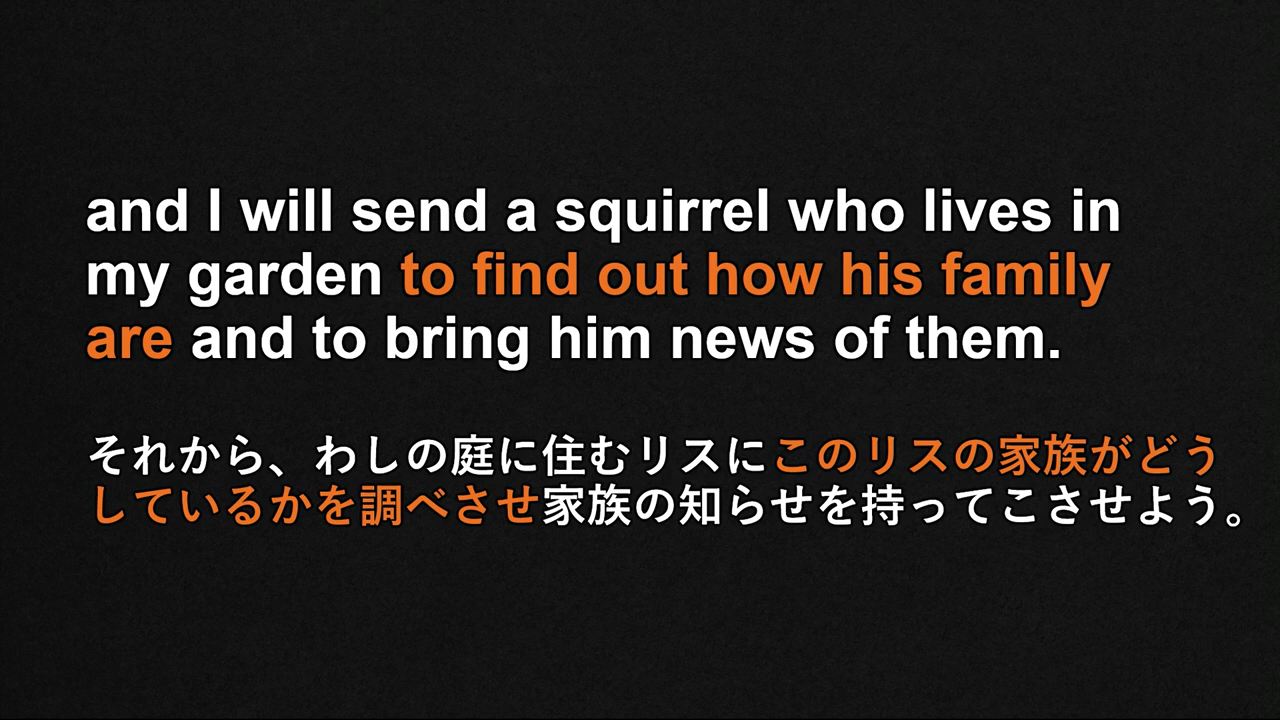 and I will send a squirrel who lives in
my garden to find out how his family
are and to bring him news of them.
それから、わしの庭に住むリスにこのリスの家族がどう
しているかを調べさせ家族の知らせを持ってこさせよう。